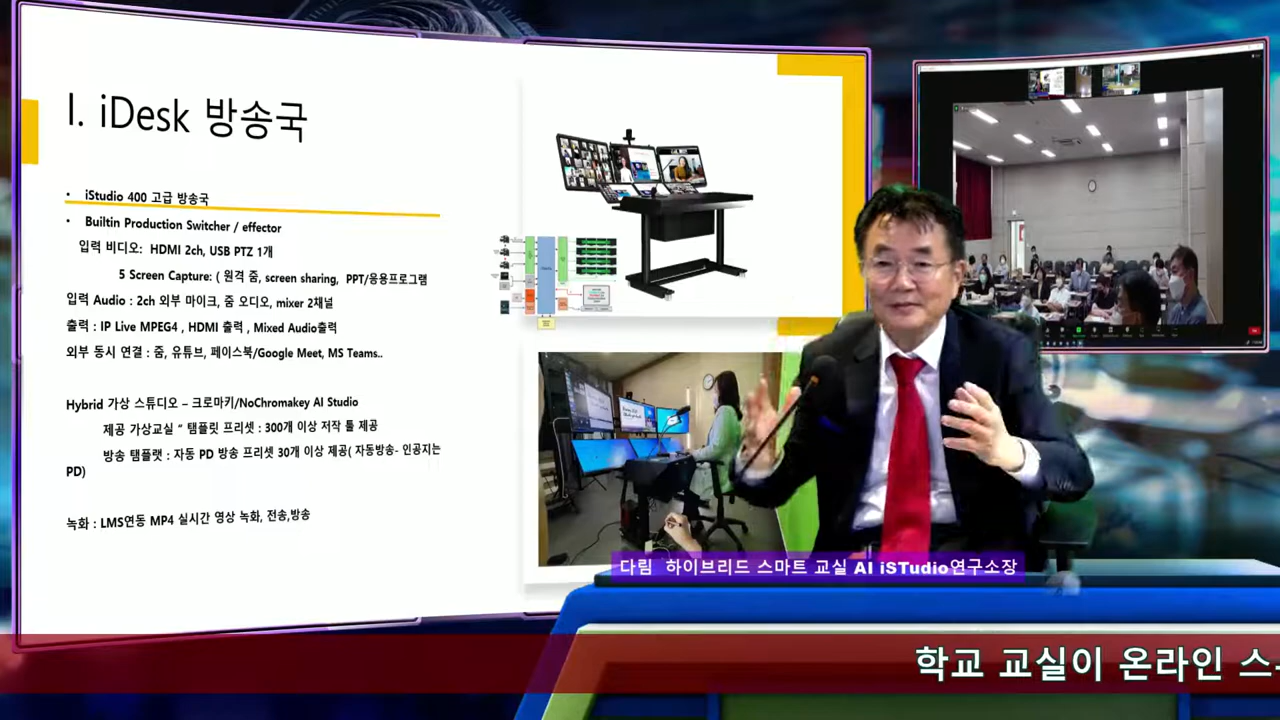 I. iDesk 방송국
• iStudio 400 고급 방송국
• Builtin Production Switcher / effector
입력 비디오: HDMI 2ch, USB PTZ 1개
5 Screen Capture: ( 원격 줌, screen sharing, PPT/응용프로그램
입력 Audio : 2ch 외부 마이크, 줌 오디오, mixer 2채널
출력 : IP Live MPEG4 , HDMI 출력 , Mixed Audio출력
외부 동시 연결 : 줌, 유튜브, 페이스북/Google Meet, MS Teams..
Hybrid 가상 스튜디오 – 크로마키/NoChromakey AI Studio
제공 가상교실 “ 탬플릿 프리셋 : 300개 이상 저작 툴 제공
방송 탬플랫 : 자동 PD 방송 프리셋 30개 이상 제공( 자동방송- 인공지는
PD)
녹화 : LMS연동 MP4 실시간 영상 녹화, 전송,방송
다림 하이브리드 스마트 교실 AI iSTudio연구소장
학교 교실이 온라인